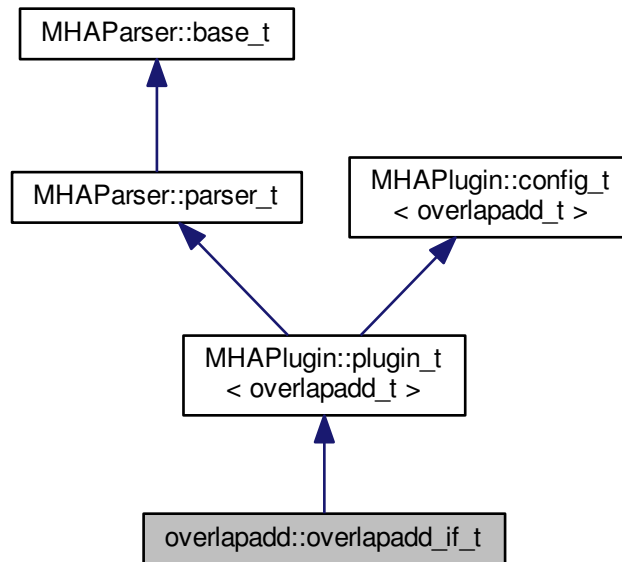 MHAParser::base_t
MHAParser::parser_t
MHAPlugin::config_t
< overlapadd_t >
MHAPlugin::plugin_t
< overlapadd_t >
overlapadd::overlapadd_if_t